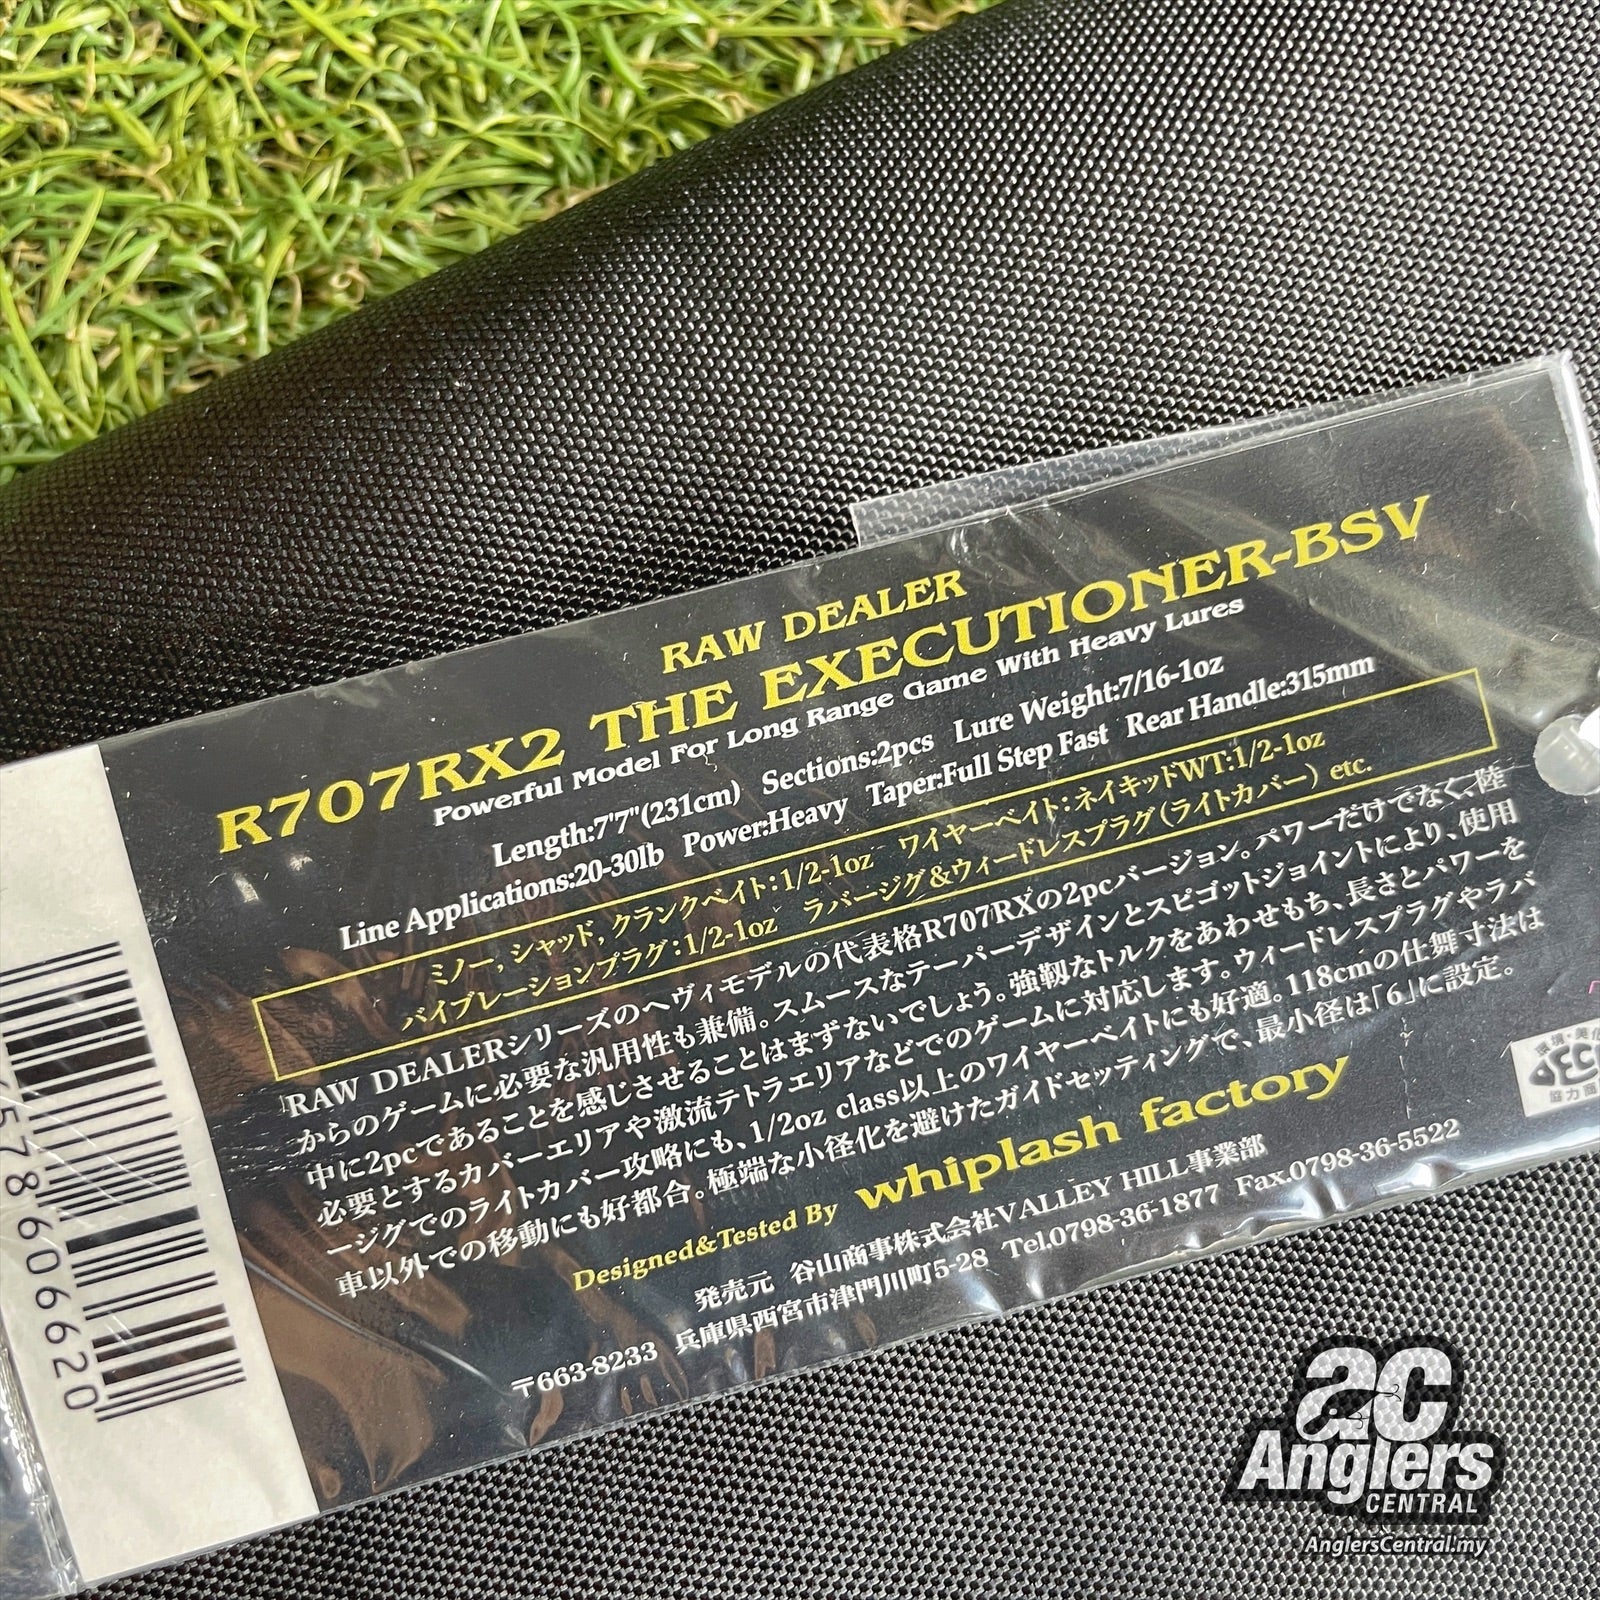 RAW DEALER
R707RX2 THE EXECUTIONER-BSV
Powerful Model For Long Range Game With Heavy Lures
Length:7'7"(231cm) Sections:2pcs Lure Weight:7/16-1oz
Line Applications:20-30lb Power:Heavy Taper:Full Step Fast Rear Handle:315mm
ミノー, シャッド, クランクベイト:1/2-1oz ワイヤーベイト:ネイキッドWT:1/2-1oz
バイブレーションプラグ:1/2-1oz ラバージグ&ウィードレスプラグ(ライトカバー) etc.
RAW DEALERシリーズのヘヴィモデルの代表格R707RXの2pcバージョン。パワーだけでなく、陸
からのゲームに必要な汎用性も兼備。スムースなテーパーデザインとスピゴットジョイントにより、使用
中に2pcであることを感じさせることはまずないでしょう。強靭なトルクをあわせもち、長さとパワーを
必要とするカバーエリアや激流テトラエリアなどでのゲームに対応します。ウィードレスプラグやラバ
ージグでのライトカバー攻略にも、1/2oz class以上のワイヤーベイトにも好適。118cmの仕舞寸法は
車以外での移動にも好都合。極端な小径化を避けたガイドセッティングで、最小径は「6」に設定。
Designed&Tested By whiplash factory
発売元 谷山商事株式会社VALLEY HILL事業部
〒663-8233 兵庫県西宮市津門川町5-28 Tel.0798-36-1877 Fax.0798-36-5522
578606620
ac
Anglers
CENTRAL
AnglersCentral.my